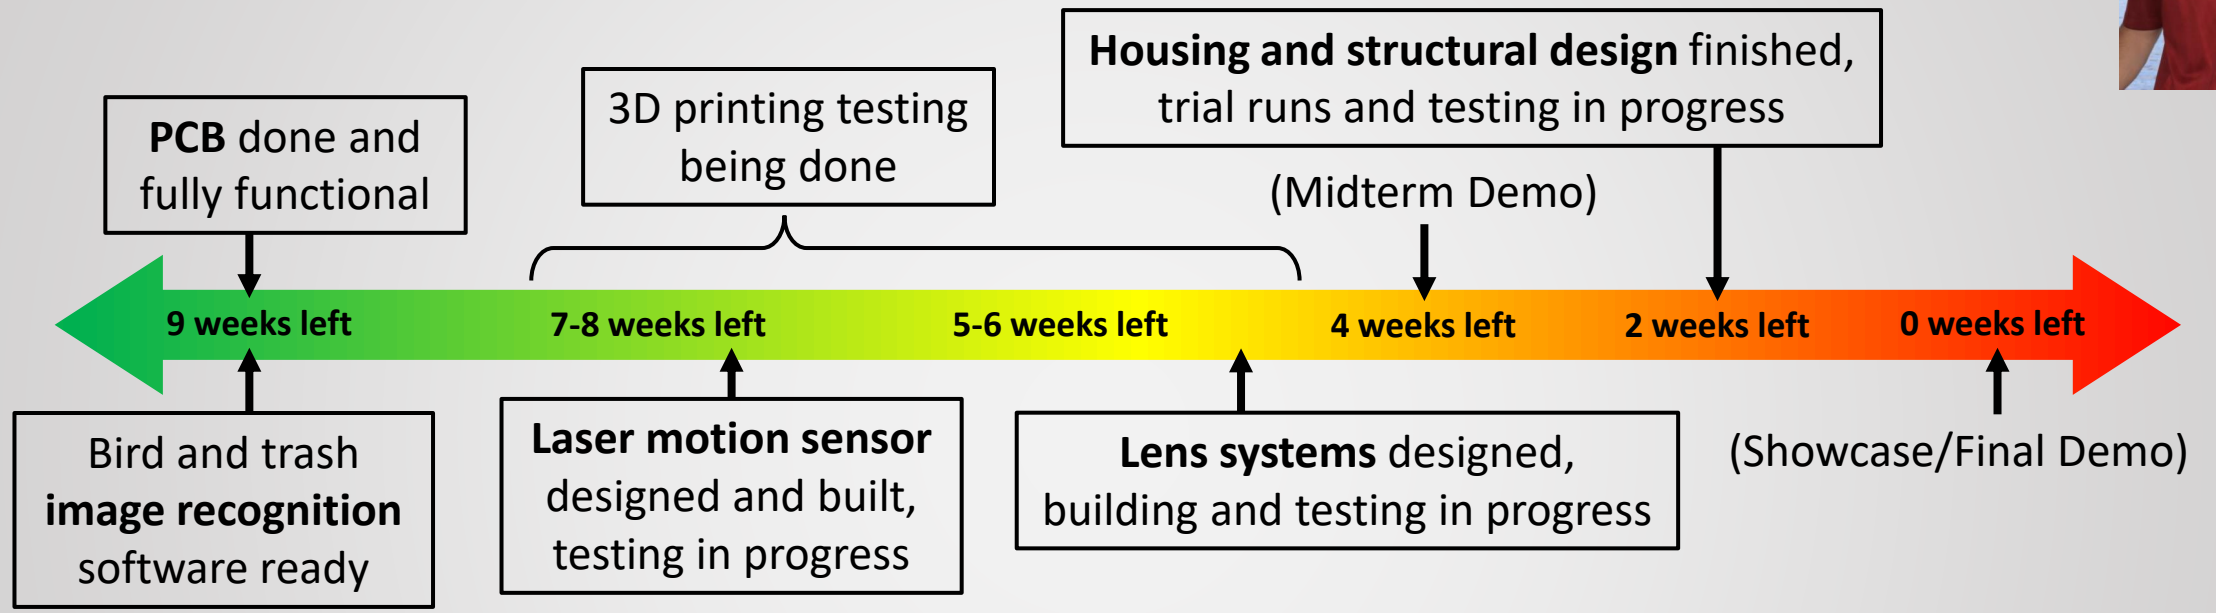 PCB done and
fully functional
3D printing testing
being done
Housing and structural design finished,
trial runs and testing in progress
(Midterm Demo)
9 weeks left
7-8 weeks left
5-6 weeks left
4 weeks left
2 weeks left
0 weeks left
Bird and trash
image recognition
software ready
Laser motion sensor
designed and built,
testing in progress
Lens systems designed,
building and testing in progress
(Showcase/Final Demo)